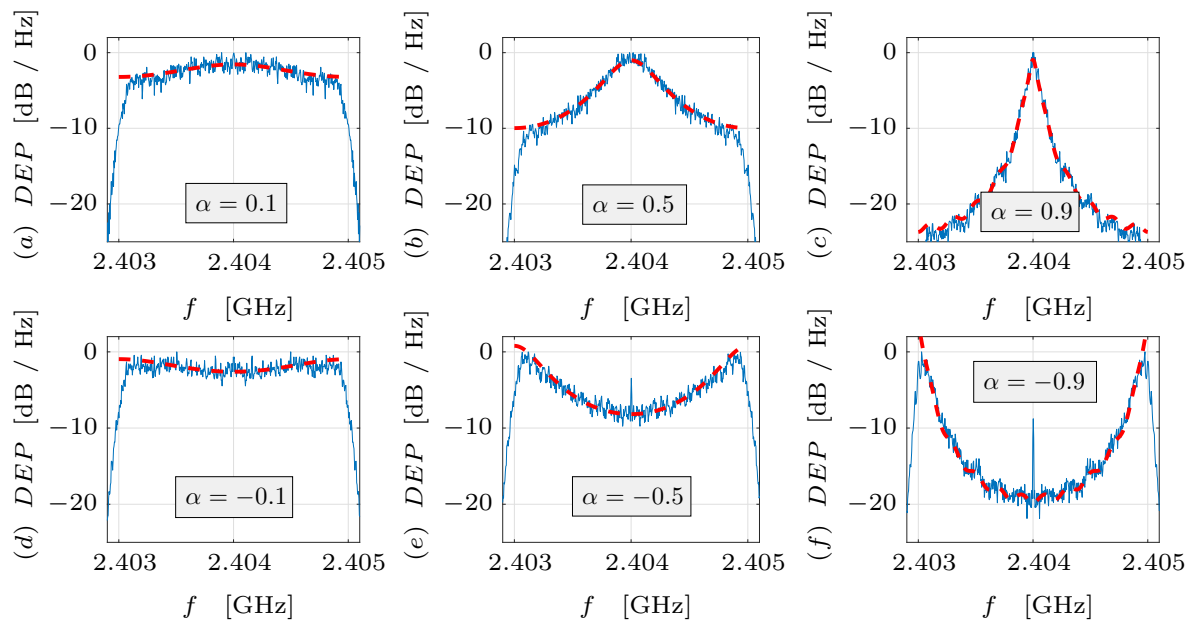 (a) DEP [dB / Hz]
0
−10
−20
α = 0.1
2.403 2.404 2.405
f [GHz]
(b) DEP [dB / Hz]
0
−10
−20
α = 0.5
2.403 2.404 2.405
f [GHz]
(c) DEP [dB / Hz]
0
−10
−20
α = 0.9
2.403 2.404 2.405
f [GHz]
(d) DEP [dB / Hz]
0
−10
−20
α = −0.1
2.403 2.404 2.405
f [GHz]
(e) DEP [dB / Hz]
0
−10
−20
α = −0.5
2.403 2.404 2.405
f [GHz]
(f) DEP [dB / Hz]
0
−10
−20
α = −0.9
2.403 2.404 2.405
f [GHz]